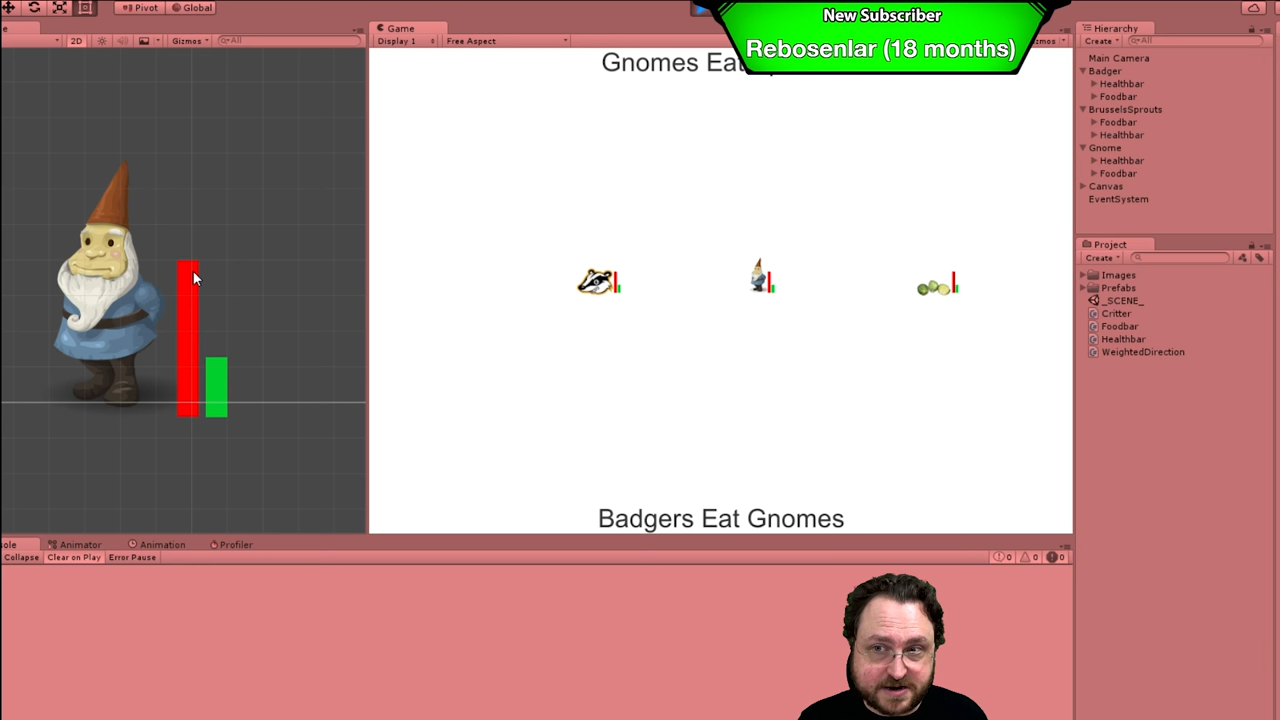 Pivot Global
New Subscriber
Rebosenlar (18 months)
Game
Hierarchy
2D Gizmos All
Display 1 Free Aspect
Create All
Gnomes Eat
Main Camera
Badger
Healthbar
Foodbar
BrusselsSprouts
Foodbar
Healthbar
Gnome
Healthbar
Foodbar
Canvas
EventSystem
Project
Create
Images
Prefabs
_SCENE_
Critter
Foodbar
Healthbar
WeightedDirection
Badgers Eat Gnomes
Animator Animation Profiler
Collapse Clear on Play Error Pause 0 0 0